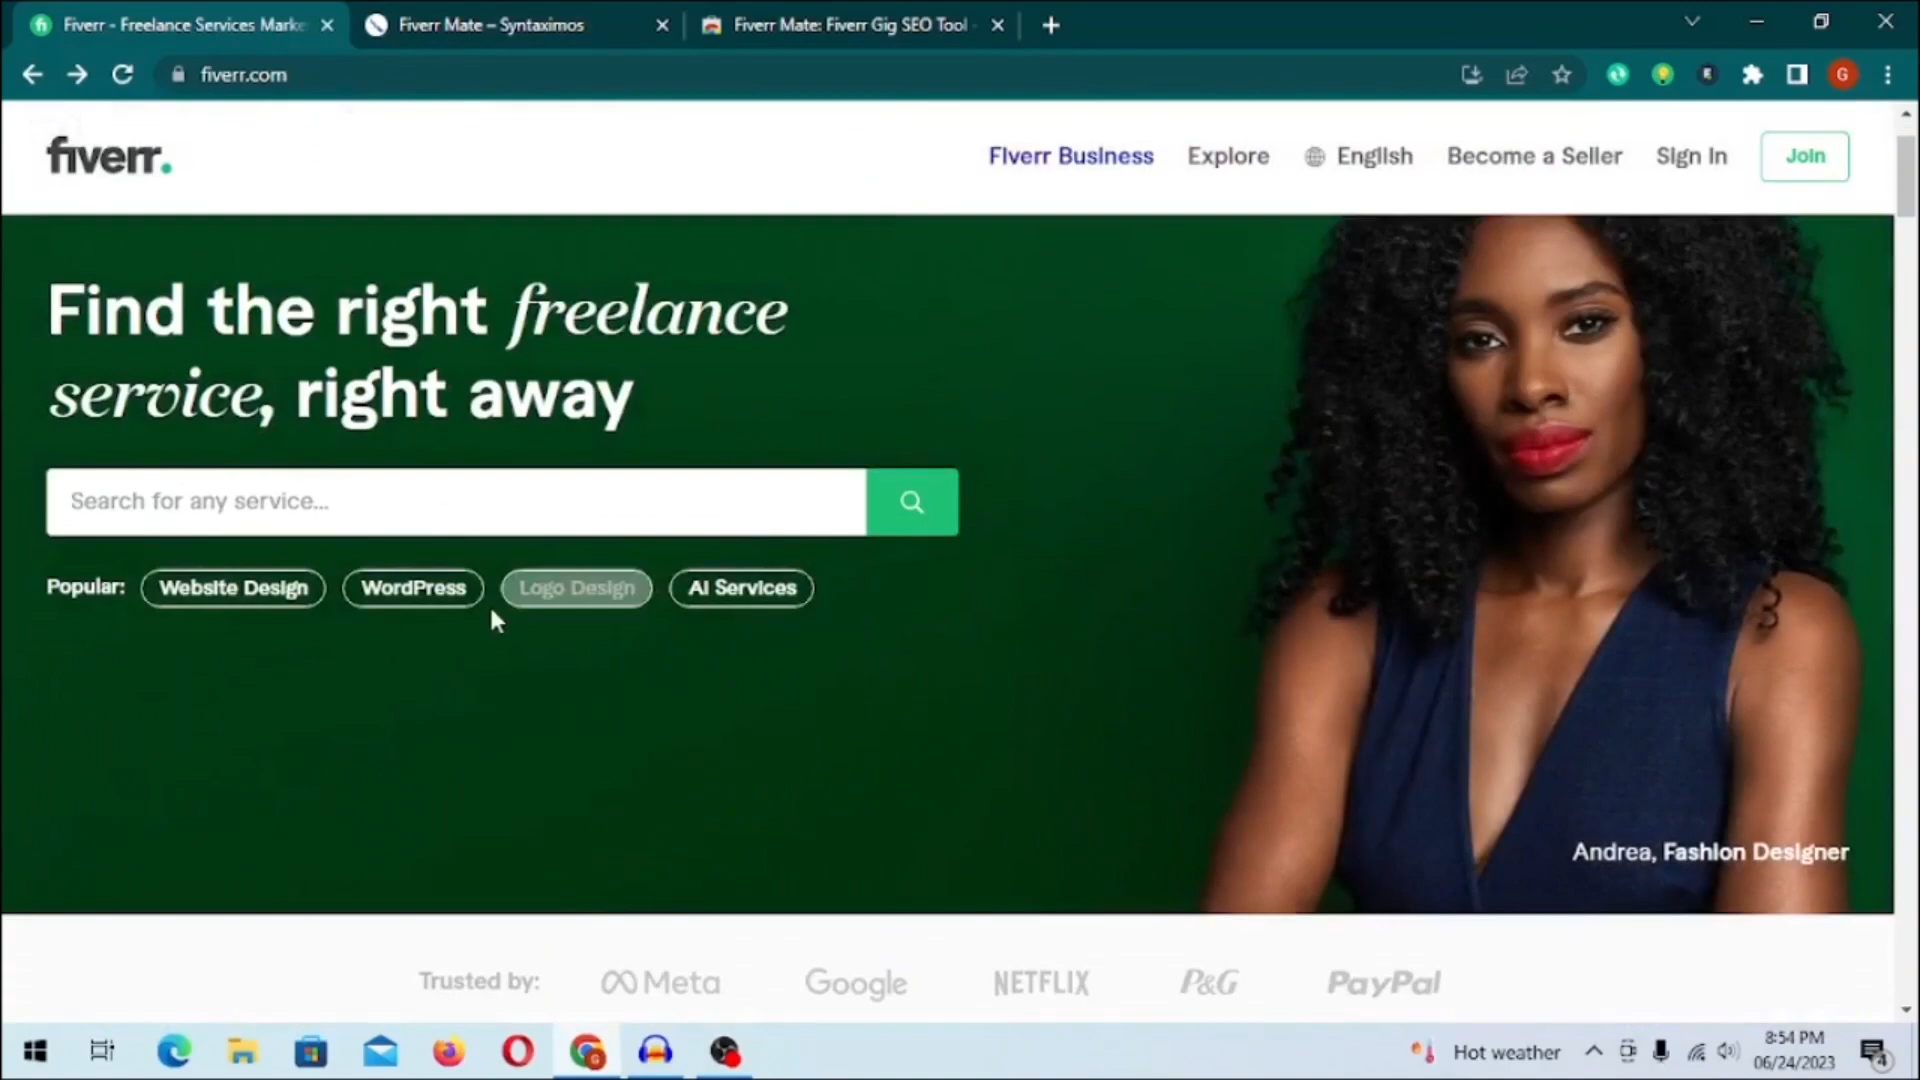 Fiverr - Freelance Services Marke
Fiverr Mate – Syntaximos
Fiverr Mate: Fiverr Gig SEO Tool -
fiverr.com
E
G
fiverr.
Fiverr Business
Explore
English
Become a Seller
Sign In
Join
Find the right freelance
service, right away
Search for any service...
Popular:
Website Design
WordPress
Logo Design
AI Services
Andrea, Fashion Designer
Trusted by:
Meta
Google
NETFLIX
P&G
PayPal
G
Hot weather
8:54 PM
06/24/2023
4